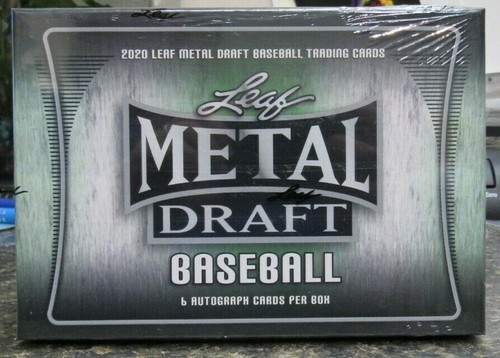 2020 LEAF METAL DRAFT BASEBALL TRADING CARDS
Leaf
METAL
DRAFT
BASEBALL
6 AUTOGRAPH CARDS PER BOX